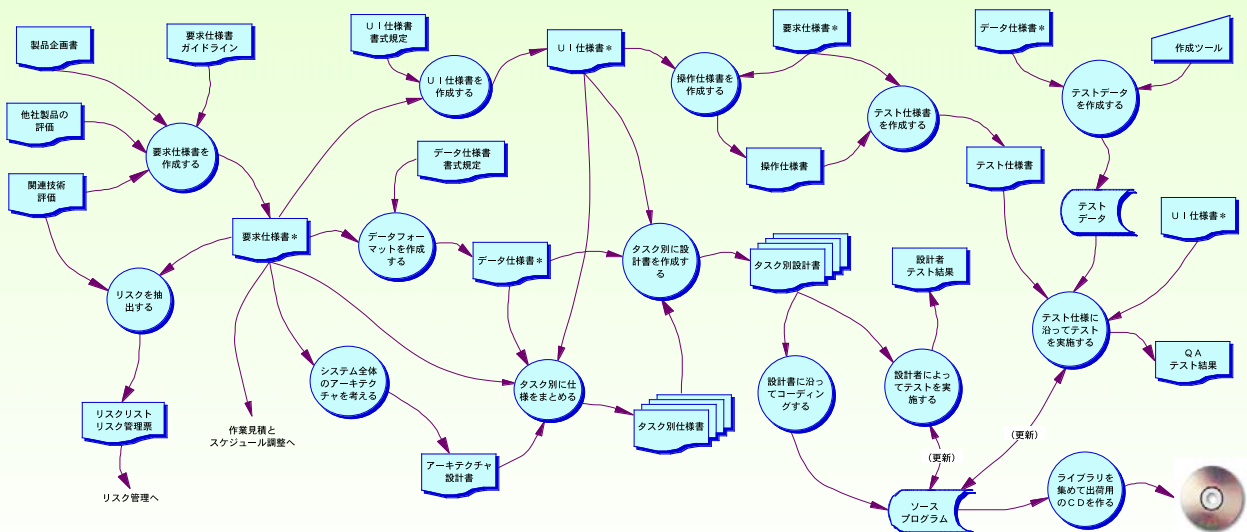 製品企画書
要求仕様書
ガイドライン
他社製品の
評価
関連技術
評価
要求仕様書を
作成する
ＵＩ仕様書
書式規定
ＵＩ仕様書を
作成する
ＵＩ仕様書＊
データ仕様書
書式規定
要求仕様書＊
データフォー
マットを作成
する
データ仕様書＊
リスクを抽
出する
リスクリスト
リスク管理票
リスク管理へ
作業見積と
スケジュール調整へ
システム全体
のアーキテク
チャを考える
アーキテクチャ
設計書
タスク別に仕
様をまとめる
タスク別仕様書
タスク別に設
計書を作成す
る
タスク別設計書
操作仕様書を
作成する
要求仕様書＊
操作仕様書
テスト仕様書
を作成する
テスト仕様書
データ仕様書＊
作成ツール
テストデータ
を作成する
テスト
データ
ＵＩ仕様書＊
設計者
テスト結果
設計書に沿っ
てコーディン
グする
設計者によっ
てテストを実
施する
テスト仕様に
沿ってテスト
を実施する
ＱＡ
テスト結果
（更新）
（更新）
ソース
プログラム
ライブラリを
集めて出荷用
のＣＤを作る